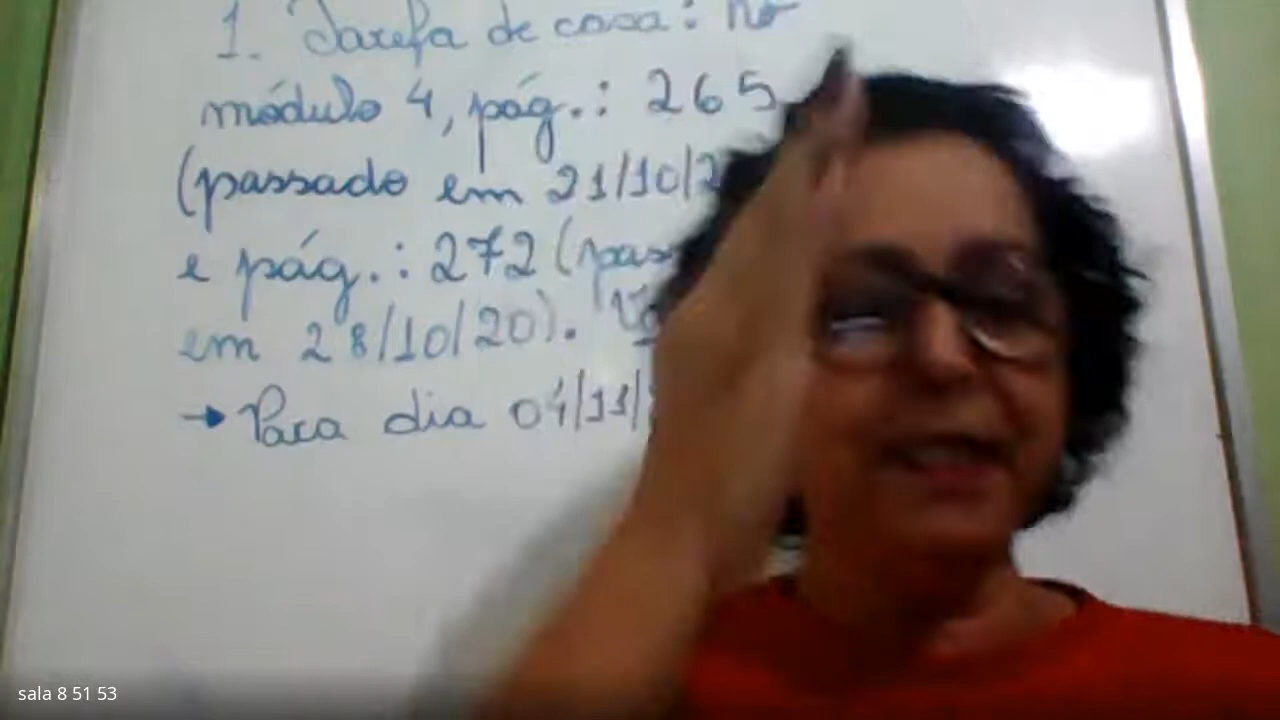 1. Tarefa de casa: no
módulo 4, pág.: 265
(passado em 21/10/2
e pág.: 272 (pas
em 28/10/20).
→ Para dia 04/11/
sala 8 51 53